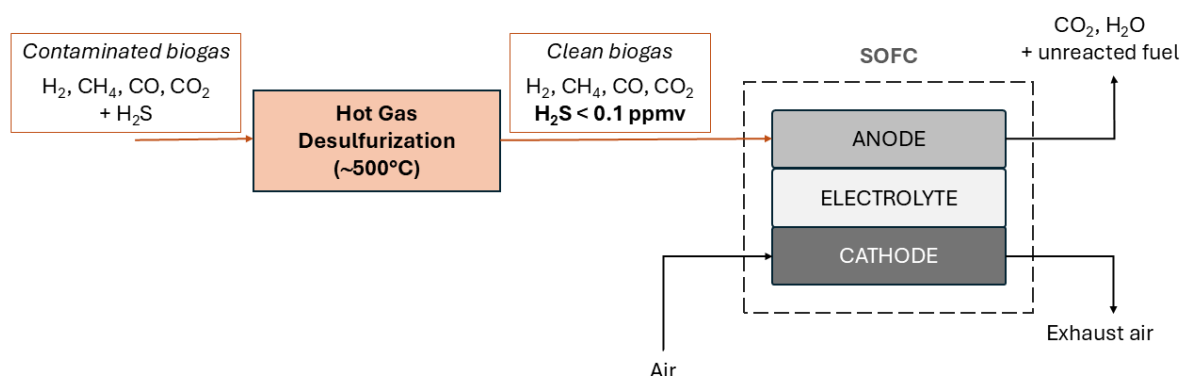 Contaminated biogas
H₂, CH₄, CO, CO₂
+ H₂S
Hot Gas
Desulfurization
(~500°C)
Clean biogas
H₂, CH₄, CO, CO₂
H₂S < 0.1 ppmv
SOFC
ANODE
ELECTROLYTE
CATHODE
CO₂, H₂O
+ unreacted fuel
Exhaust air
Air